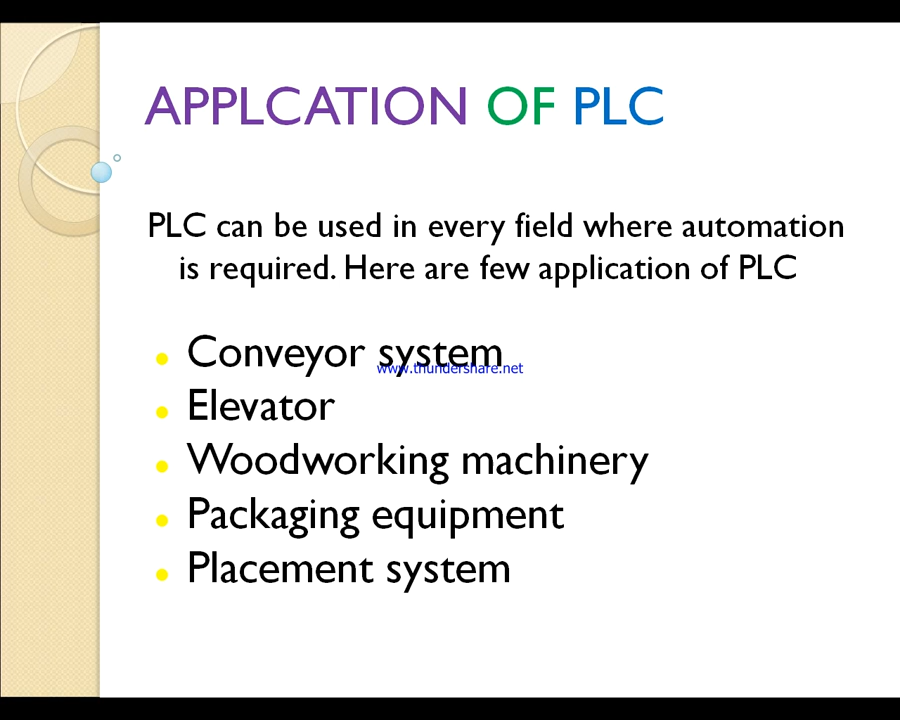 APPLCATION OF PLC
PLC can be used in every field where automation
is required. Here are few application of PLC
Conveyor system
www.thundershare.net
Elevator
Woodworking machinery
Packaging equipment
Placement system